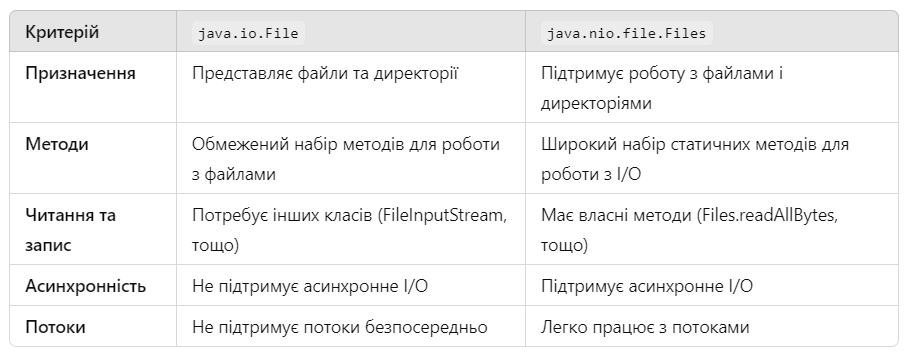 Критерій java.io.File java.nio.file.Files
Призначення Представляє файли та директорії Підтримує роботу з файлами і
директоріями
Методи Обмежений набір методів для роботи Широкий набір статичних методів для
з файлами роботи з I/O
Читання та Потребує інших класів (FileInputStream, Має власні методи (Files.readAllBytes,
запис тощо) тощо)
Асинхронність Не підтримує асинхронне I/O Підтримує асинхронне I/O
Потоки Не підтримує потоки безпосередньо Легко працює з потоками